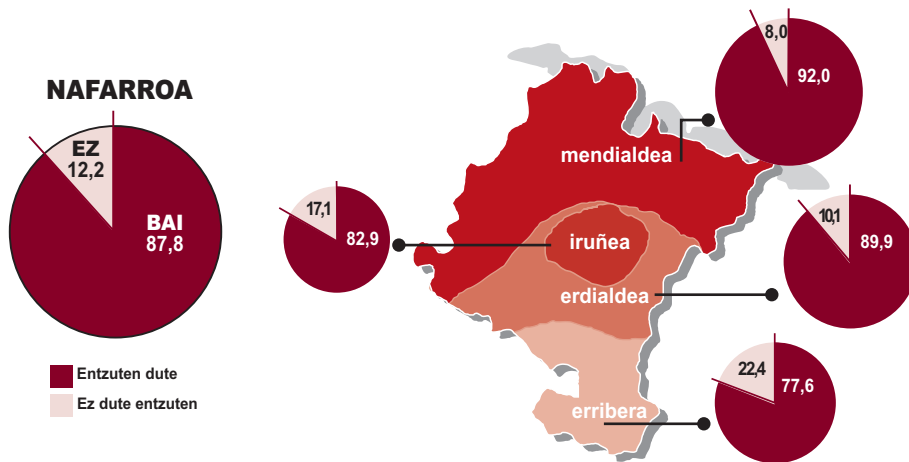 NAFARROA
EZ
12,2
BAI
87,8
Entzuten dute
Ez dute entzuten
8,0
92,0
mendialdea
17,1
82,9
iruñea
10,1
89,9
erdialdea
22,4
77,6
erribera